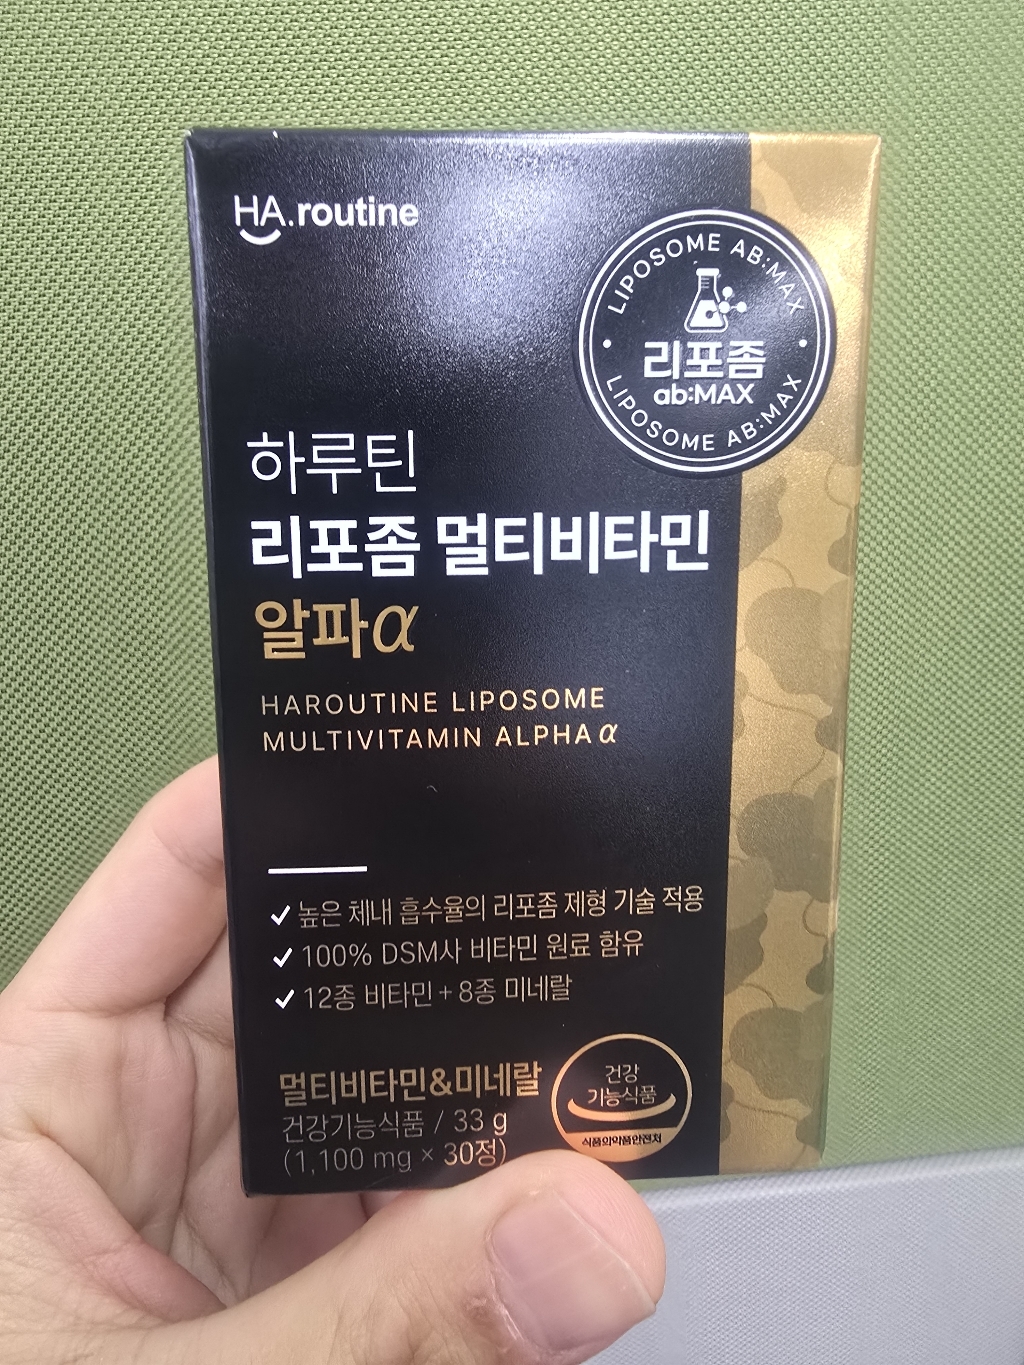 HA.routine
LIPOSOME AB:MAX
리포좀
ab:MAX
LIPOSOME AB:MAX
하루틴
리포좀 멀티비타민
알파α
HAROUTINE LIPOSOME
MULTIVITAMIN ALPHA α
✓ 높은 체내 흡수율의 리포좀 제형 기술 적용
✓ 100% DSM사 비타민 원료 함유
✓ 12종 비타민 + 8종 미네랄
멀티비타민&미네랄
건강기능식품 / 33 g
(1,100 mg × 30정)
건강
기능식품
식품의약품안전처